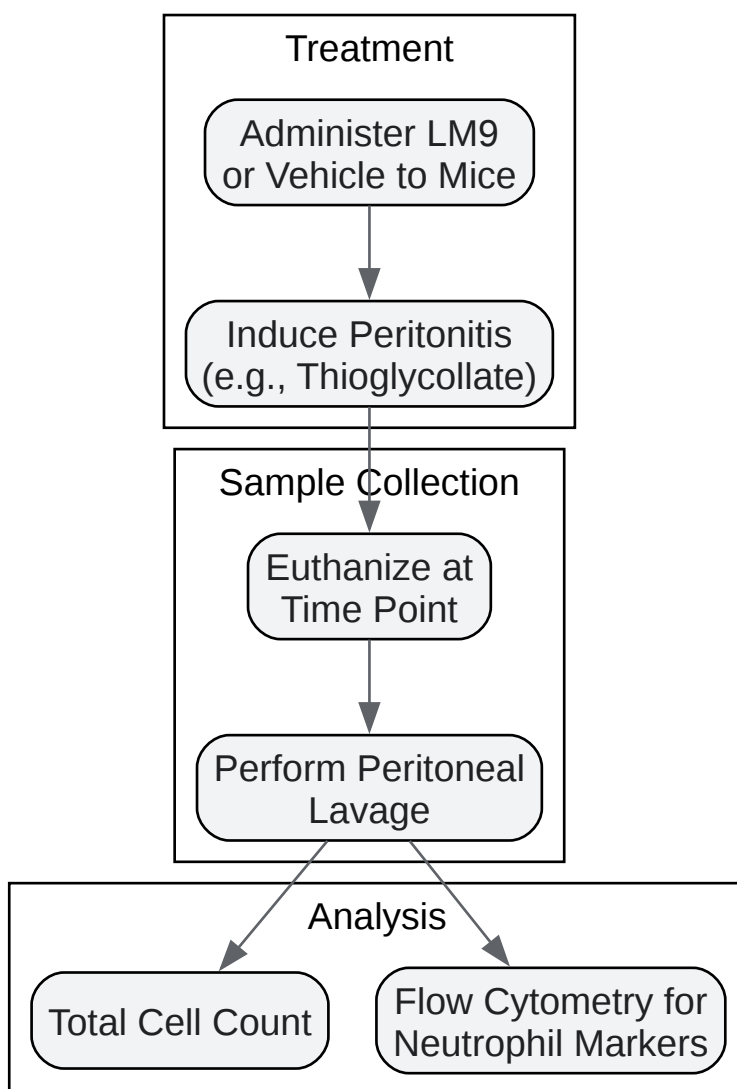 Treatment
Administer LM9
or Vehicle to Mice
Induce Peritonitis
(e.g., Thioglycollate)
Sample Collection
Euthanize at
Time Point
Perform Peritoneal
Lavage
Analysis
Total Cell Count
Flow Cytometry for
Neutrophil Markers